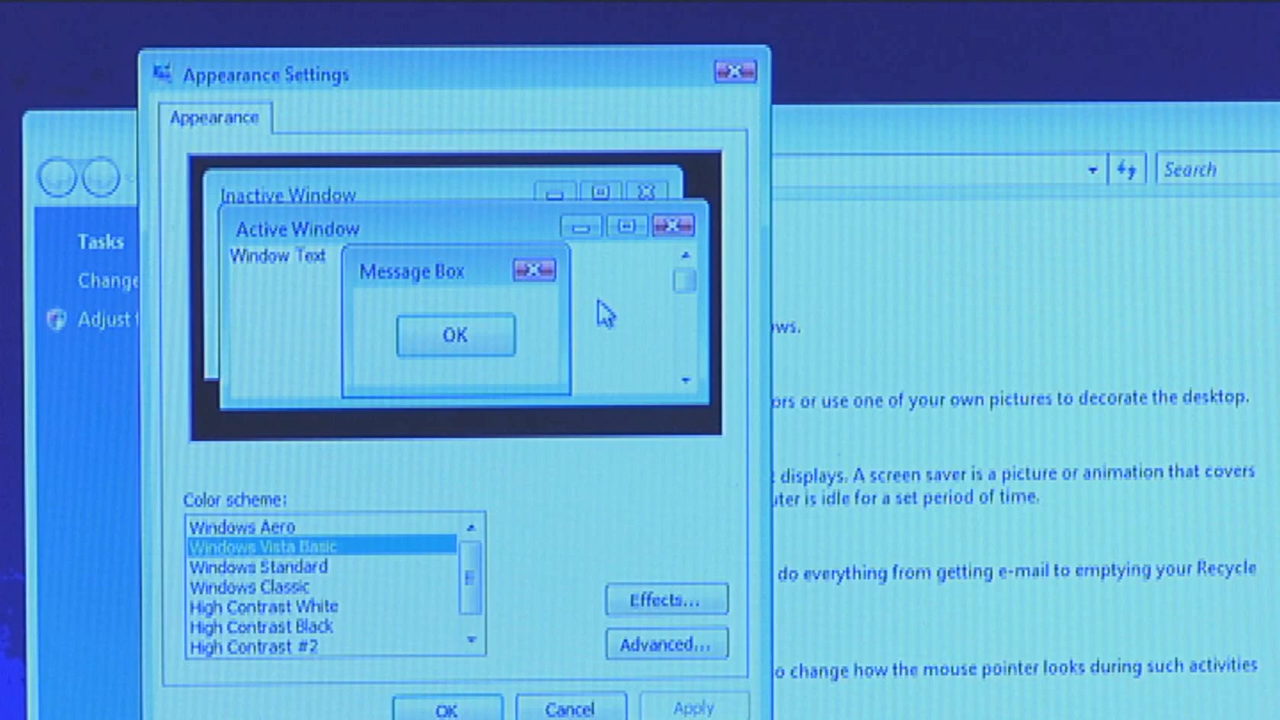 Appearance Settings
Appearance
Inactive Window
Active Window
Window Text
Message Box
OK
Color scheme:
Windows Aero
Windows Vista Basic
Windows Standard
Windows Classic
High Contrast White
High Contrast Black
High Contrast #2
Effects...
Advanced...
OK
Cancel
Apply
Tasks
Change
Adjust
Search
ors or use one of your own pictures to decorate the desktop.
displays. A screen saver is a picture or animation that covers
is idle for a set period of time.
do everything from getting e-mail to emptying your Recycle
to change how the mouse pointer looks during such activities